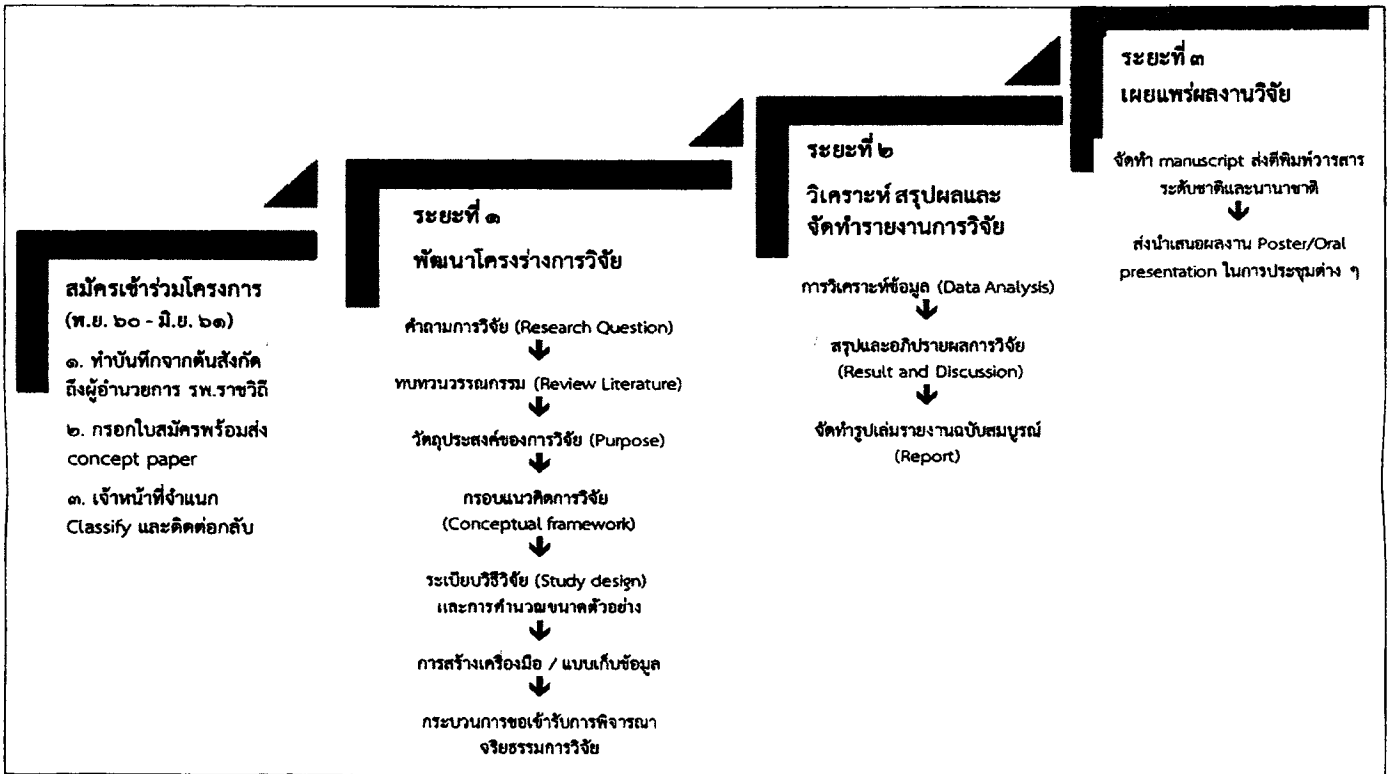 สมัครเข้าร่วมโครงการ
(พ.ย. ๖๐ - มิ.ย. ๖๑)
๑. ทำบันทึกจากต้นสังกัด
ถึงผู้อำนวยการ รพ.ราชวิถี
๒. กรอกใบสมัครพร้อมส่ง
concept paper
๓. เจ้าหน้าที่จำแนก
Classify และติดต่อกลับ
ระยะที่ ๑
พัฒนาโครงร่างการวิจัย
คำถามการวิจัย (Research Question)
ทบทวนวรรณกรรม (Review Literature)
วัตถุประสงค์ของการวิจัย (Purpose)
กรอบแนวคิดการวิจัย
(Conceptual framework)
ระเบียบวิธีวิจัย (Study design)
และการคำนวณขนาดตัวอย่าง
การสร้างเครื่องมือ / แบบเก็บข้อมูล
กระบวนการขอเข้ารับการพิจารณา
จริยธรรมการวิจัย
ระยะที่ ๒
วิเคราะห์ สรุปผลและ
จัดทำรายงานการวิจัย
การวิเคราะห์ข้อมูล (Data Analysis)
สรุปและอภิปรายผลการวิจัย
(Result and Discussion)
จัดทำรูปเล่มรายงานฉบับสมบูรณ์
(Report)
ระยะที่ ๓
เผยแพร่ผลงานวิจัย
จัดทำ manuscript ส่งตีพิมพ์วารสาร
ระดับชาติและนานาชาติ
ส่งนำเสนอผลงาน Poster/Oral
presentation ในการประชุมต่าง ๆ